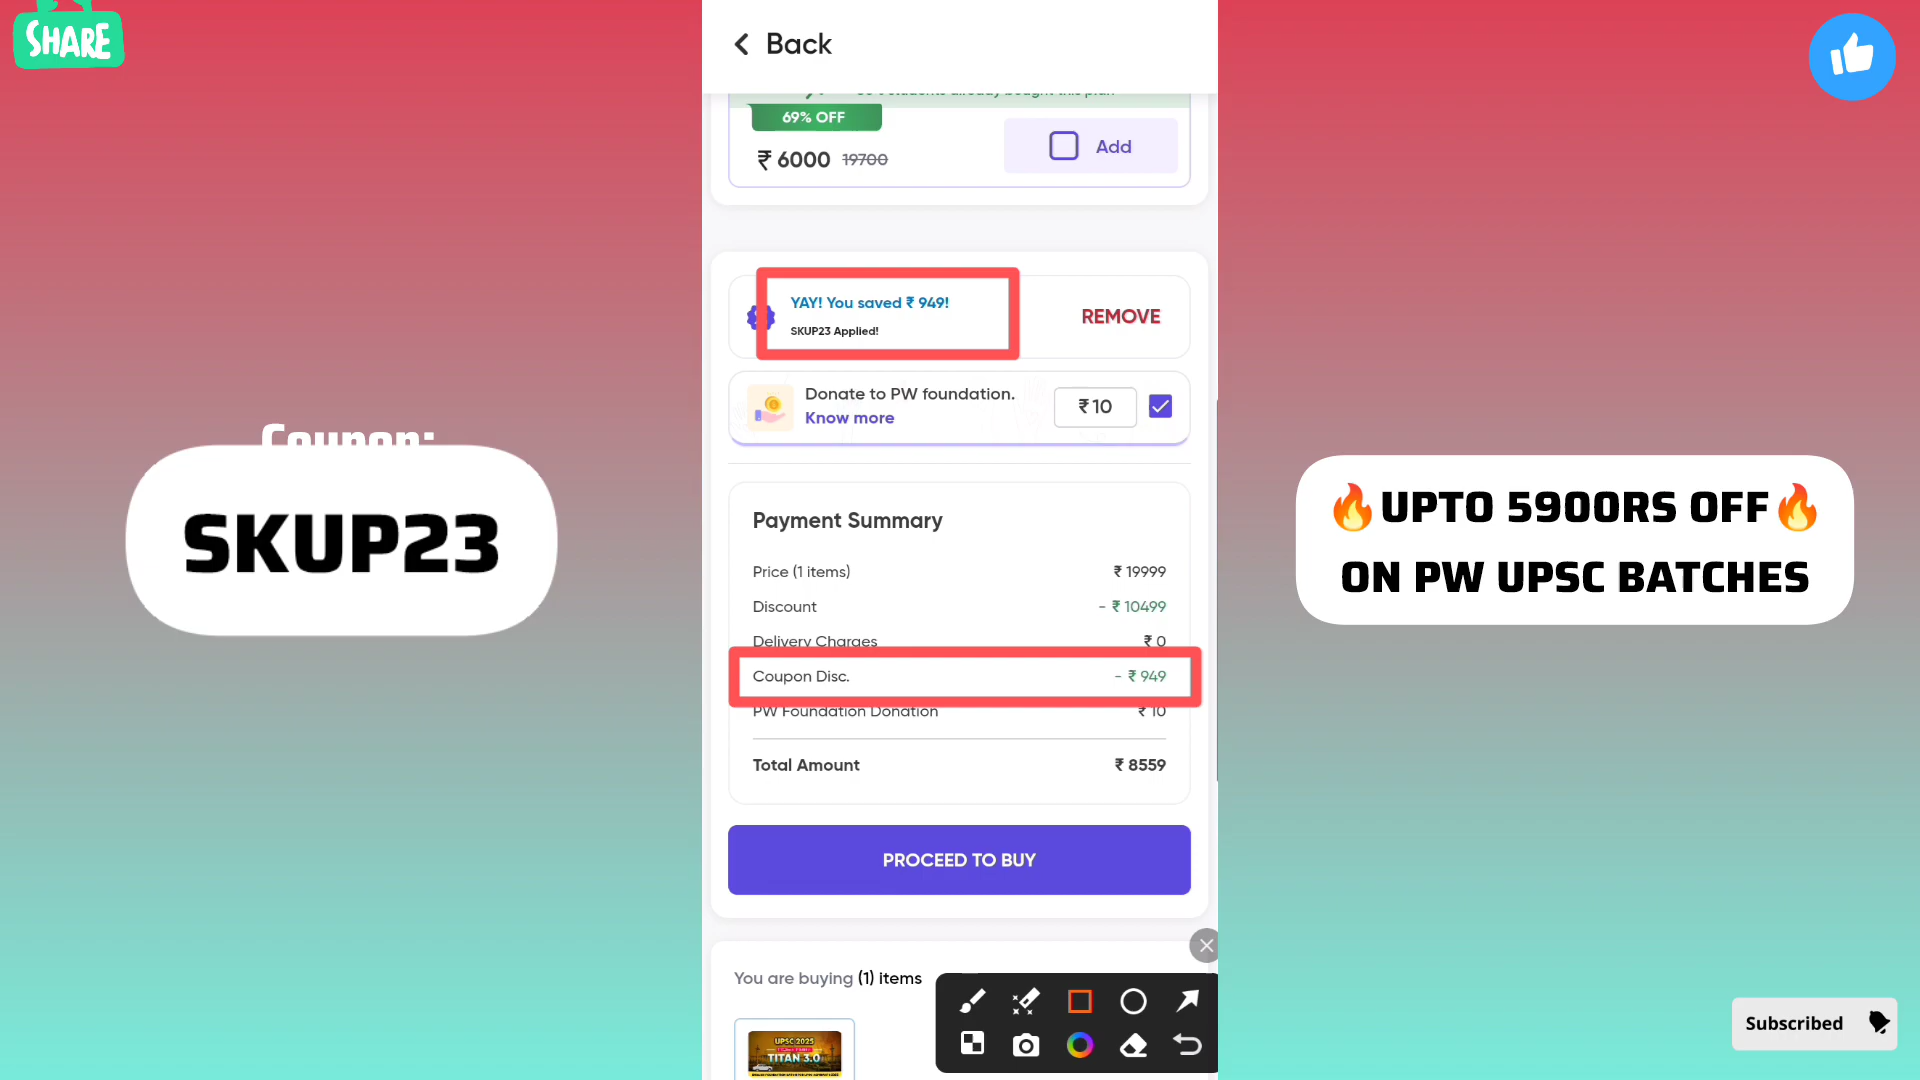 SHARE
Back
69% OFF
₹ 6000 19700
Add
YAY! You saved ₹ 949!
SKUP23 Applied!
REMOVE
Donate to PW foundation.
Know more
₹ 10
Coupon:
SKUP23
🔥UPTO 5900RS OFF🔥
ON PW UPSC BATCHES
Payment Summary
Price (1 items) ₹ 19999
Discount - ₹ 10499
Delivery Charges ₹ 0
Coupon Disc. - ₹ 949
PW Foundation Donation ₹ 10
Total Amount ₹ 8559
PROCEED TO BUY
You are buying (1) items
UPSC 2025
TITAN 3.0
Subscribed